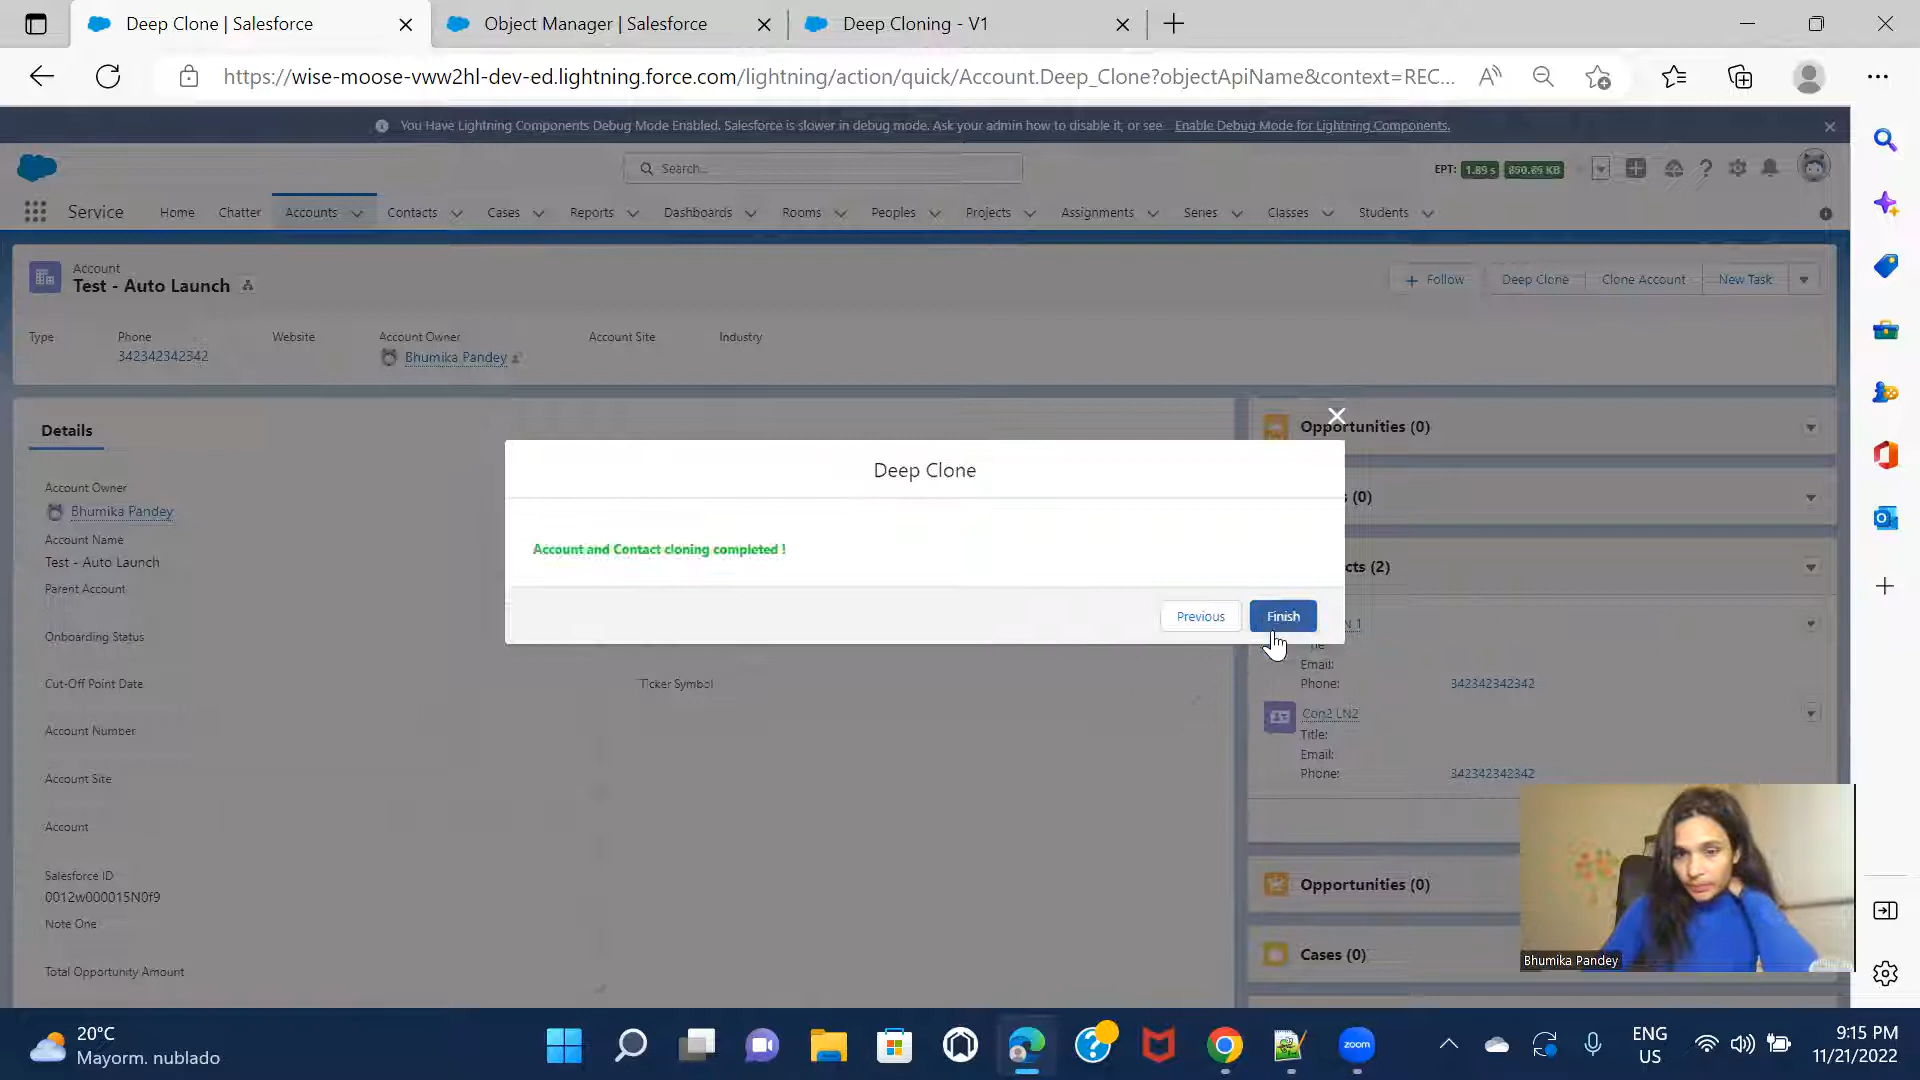 Deep Clone | Salesforce
Object Manager | Salesforce
Deep Cloning - V1
https://wise-moose-vww2hl-dev-ed.lightning.force.com/lightning/action/quick/Account.Deep_Clone?objectApiName&context=REC...
You Have Lightning Components Debug Mode Enabled. Salesforce is slower in debug mode. Ask your admin how to disable it, or see Enable Debug Mode for Lightning Components.
Search...
EPT: 1.89 s 850.85 KB
Service Home Chatter Accounts Contacts Cases Reports Dashboards Rooms Peoples Projects Assignments Series Classes Students
Account
Test - Auto Launch
+ Follow Deep Clone Clone Account New Task
Type Phone Website Account Owner Account Site Industry
342342342342 Bhumika Pandey
Details
Account Owner
Bhumika Pandey
Account Name
Test - Auto Launch
Parent Account
Onboarding Status
Cut-Off Point Date
Ticker Symbol
Account Number
Account Site
Account
Salesforce ID
0012w000015N0f9
Note One
Total Opportunity Amount
Deep Clone
Account and Contact cloning completed !
Previous Finish
Opportunities (0)
(0)
cts (2)
Email:
Phone: 342342342342
Con2 LN2
Title:
Email:
Phone: 342342342342
Opportunities (0)
Cases (0)
Bhumika Pandey
20°C
Mayorm. nublado
zoom
ENG
US
9:15 PM
11/21/2022